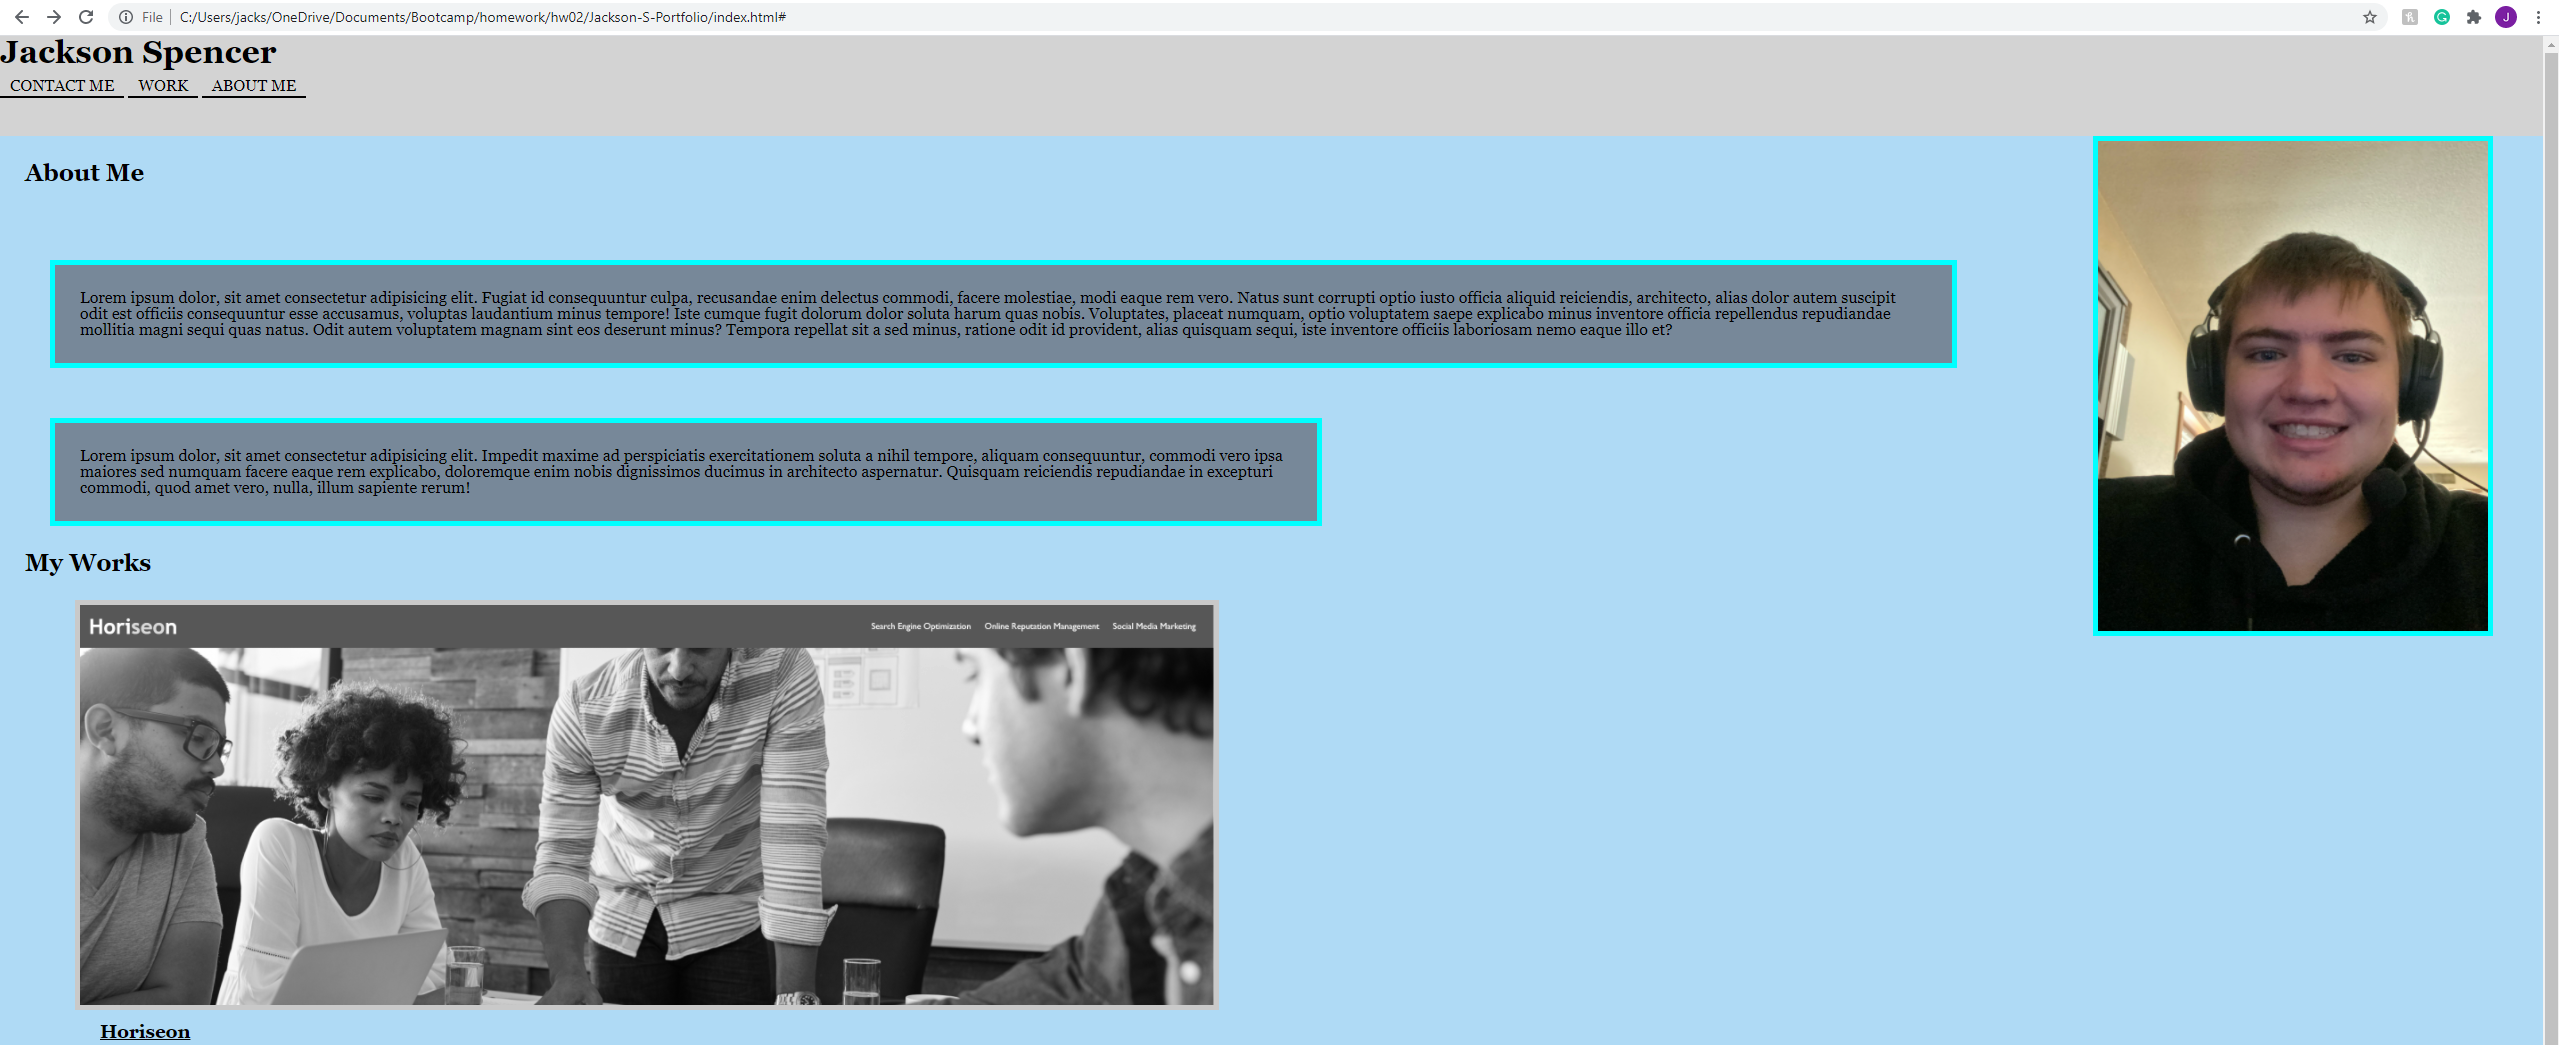 File | C:/Users/jacks/OneDrive/Documents/Bootcamp/homework/hw02/Jackson-S-Portfolio/index.html#
J
Jackson Spencer
CONTACT ME WORK ABOUT ME
About Me
Lorem ipsum dolor, sit amet consectetur adipisicing elit. Fugiat id consequuntur culpa, recusandae enim delectus commodi, facere molestiae, modi eaque rem vero. Natus sunt corrupti optio iusto officia aliquid reiciendis, architecto, alias dolor autem suscipit
odit est officiis consequuntur esse accusamus, voluptas laudantium minus tempore! Iste cumque fugit dolorum dolor soluta harum quas nobis. Voluptates, placeat numquam, optio voluptatem saepe explicabo minus inventore officia repellendus repudiandae
mollitia magni sequi quas natus. Odit autem voluptatem magnam sint eos deserunt minus? Tempora repellat sit a sed minus, ratione odit id provident, alias quisquam sequi, iste inventore officiis laboriosam nemo eaque illo et?
Lorem ipsum dolor, sit amet consectetur adipisicing elit. Impedit maxime ad perspiciatis exercitationem soluta a nihil tempore, aliquam consequuntur, commodi vero ipsa
maiores sed numquam facere eaque rem explicabo, doloremque enim nobis dignissimos ducimus in architecto aspernatur. Quisquam reiciendis repudiandae in excepturi
commodi, quod amet vero, nulla, illum sapiente rerum!
My Works
Horiseon Search Engine Optimization Online Reputation Management Social Media Marketing
Horiseon